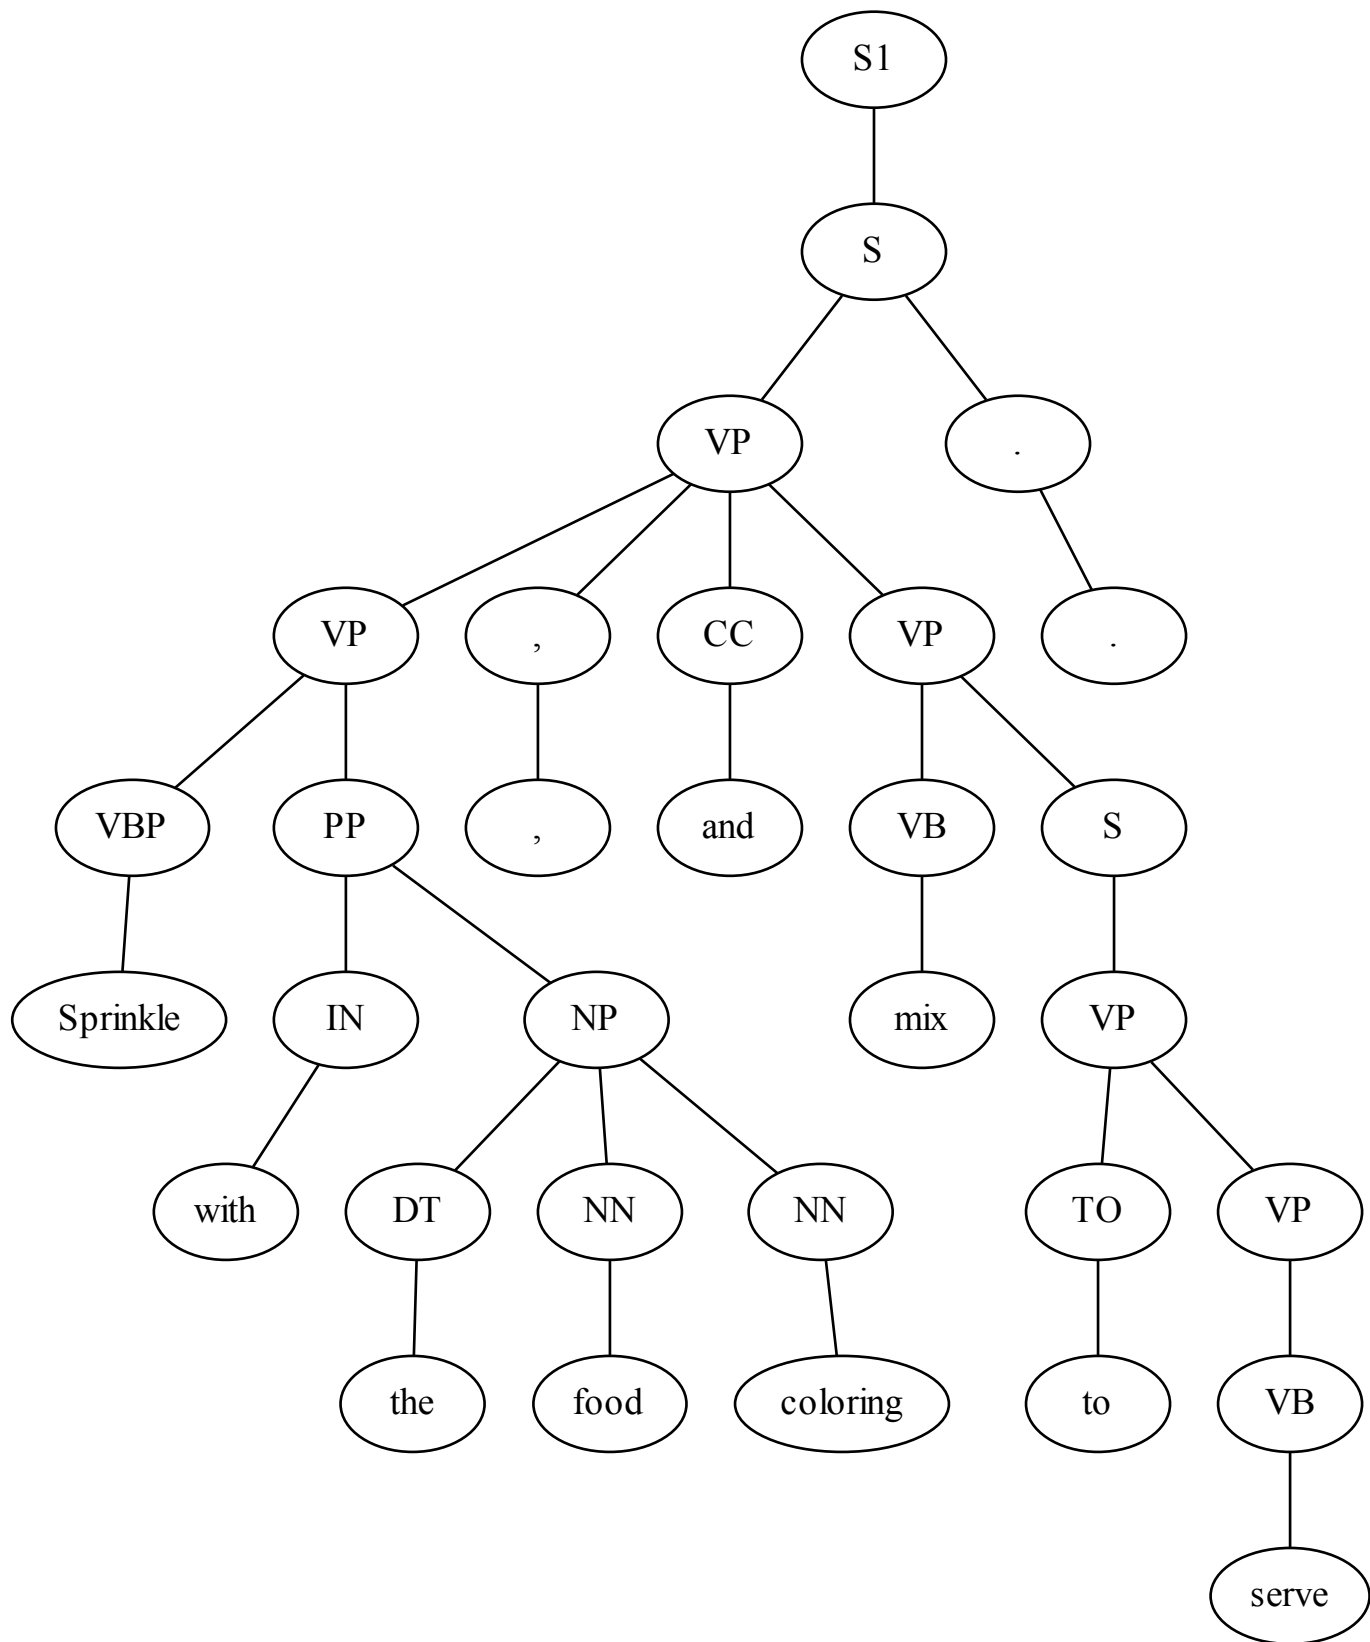 S1
S
VP .
VP , CC VP .
VBP PP , and VB S
Sprinkle IN NP mix VP
with DT NN NN TO VP
the food coloring to VB
serve